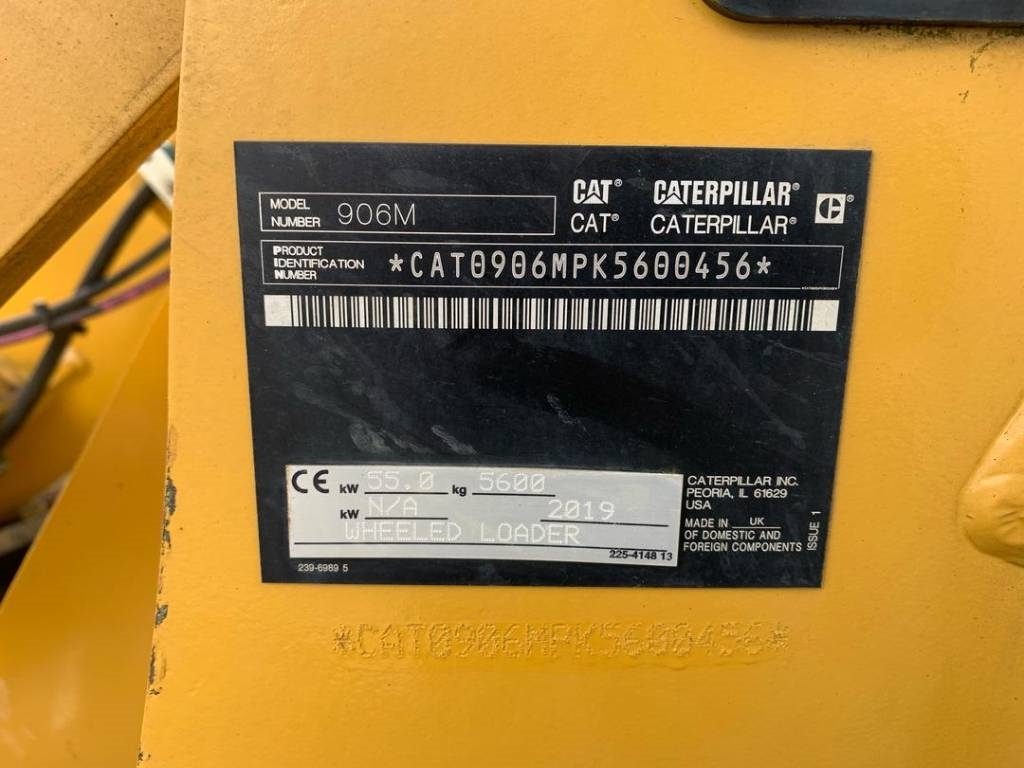 MODEL NUMBER 906M
CAT® CATERPILLAR®
CAT® CATERPILLAR®
PRODUCT IDENTIFICATION NUMBER *CAT0906MPK5600456*
CE kW 55.0 kg 5600
kW N/A 2019
WHEELED LOADER
225-4148 13
239-6989 5
CATERPILLAR INC.
PEORIA, IL 61629
USA
MADE IN UK
OF DOMESTIC AND
FOREIGN COMPONENTS
ISSUE 1
*CAT0906MPK5600456*